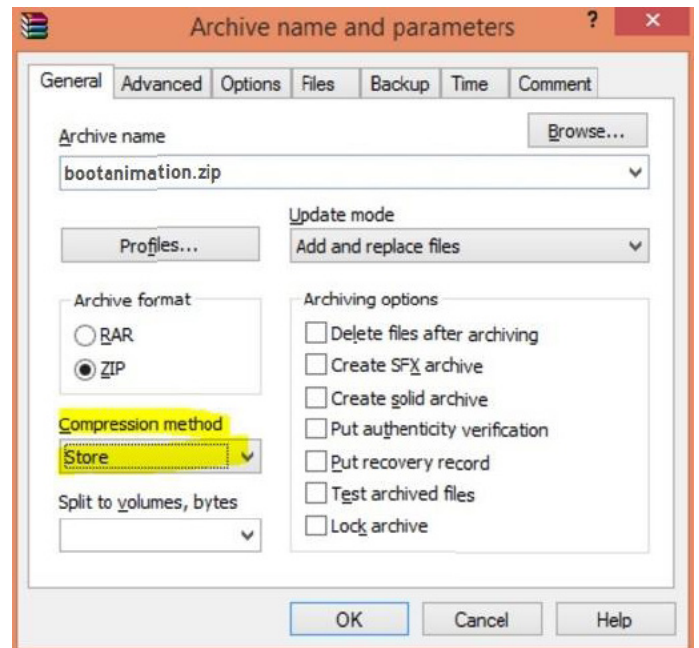 Archive name and parameters
?
×
General Advanced Options Files Backup Time Comment
Archive name
Browse...
bootanimation.zip
Update mode
Profiles...
Add and replace files
Archive format
RAR
ZIP
Archiving options
Delete files after archiving
Create SFX archive
Create solid archive
Put authenticity verification
Put recovery record
Test archived files
Lock archive
Compression method
Store
Split to volumes, bytes
OK Cancel Help